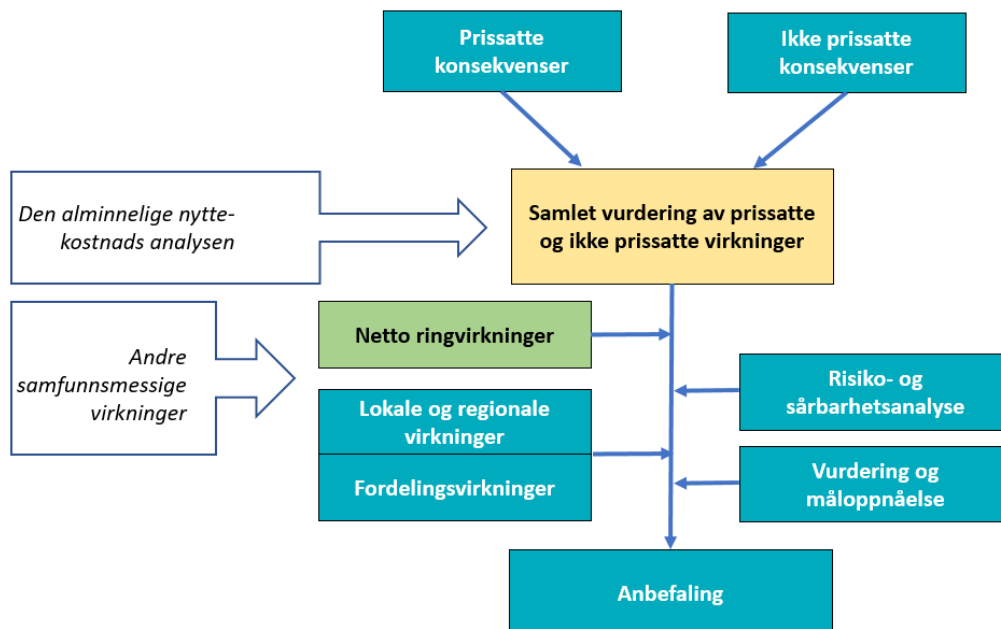 Prissatte
konsekvenser
Ikke prissatte
konsekvenser
Den alminnelige nytte-
kostnads analysen
Samlet vurdering av prissatte
og ikke prissatte virkninger
Andre
samfunnsmessige
virkninger
Netto ringvirkninger
Lokale og regionale
virkninger
Fordelingsvirkninger
Risiko- og
sårbarhetsanalyse
Vurdering og
måloppnåelse
Anbefaling